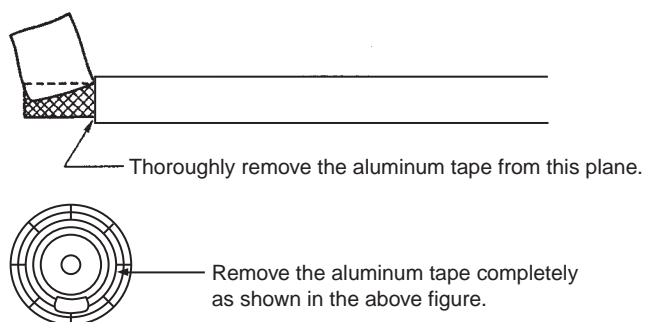 Thoroughly remove the aluminum tape from this plane.
Remove the aluminum tape completely
as shown in the above figure.